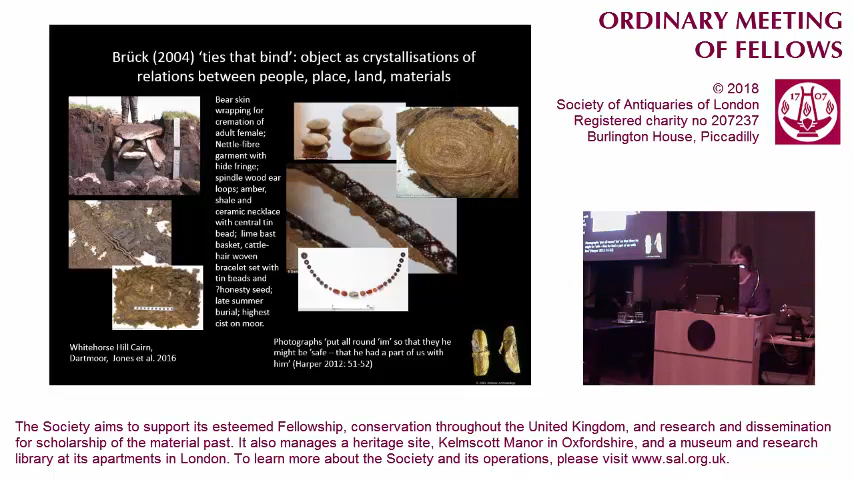 ORDINARY MEETING
OF FELLOWS
© 2018
Society of Antiquaries of London
Registered charity no 207237
Burlington House, Piccadilly
17 07
Brück (2004) 'ties that bind': object as crystallisations of
relations between people, place, land, materials
Bear skin
wrapping for
cremation of
adult female;
Nettle-fibre
garment with
hide fringe;
spindle wood ear
loops; amber,
shale and
ceramic necklace
with central tin
bead; lime bast
basket, cattle-
hair woven
bracelet set with
tin beads and
?honesty seed;
late summer
burial; highest
cist on moor.
Whitehorse Hill Cairn,
Dartmoor, Jones et al. 2016
Photographs 'put all round 'im' so that they he
might be 'safe – that he had a part of us with
him' (Harper 2012: 51-52)
The Society aims to support its esteemed Fellowship, conservation throughout the United Kingdom, and research and dissemination
for scholarship of the material past. It also manages a heritage site, Kelmscott Manor in Oxfordshire, and a museum and research
library at its apartments in London. To learn more about the Society and its operations, please visit www.sal.org.uk.